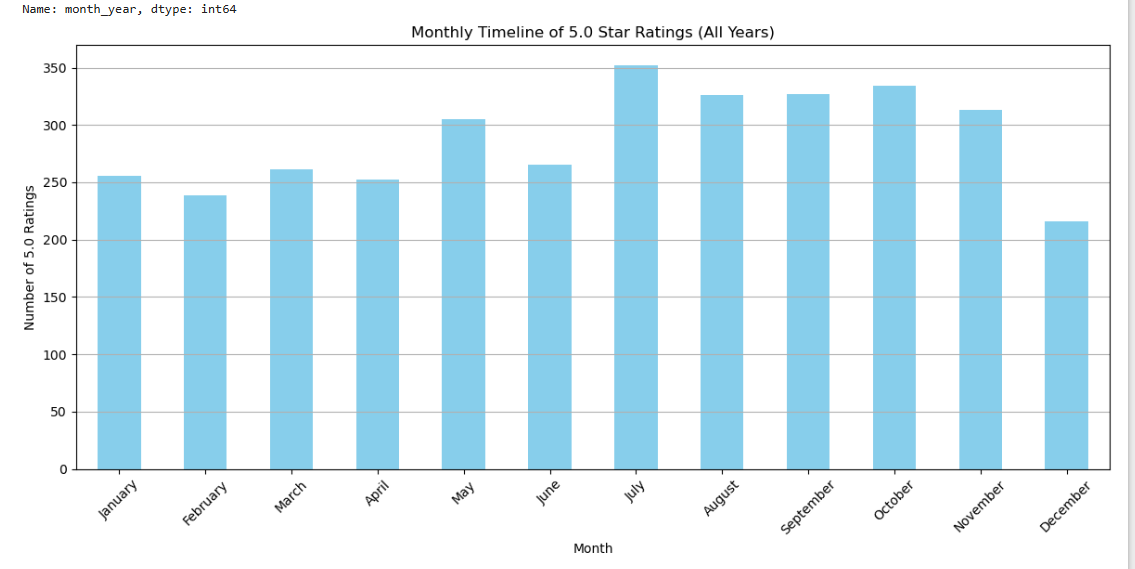 Name: month_year, dtype: int64
Monthly Timeline of 5.0 Star Ratings (All Years)
Number of 5.0 Ratings
350
300
250
200
150
100
50
0
January
February
March
April
May
June
July
August
September
October
November
December
Month